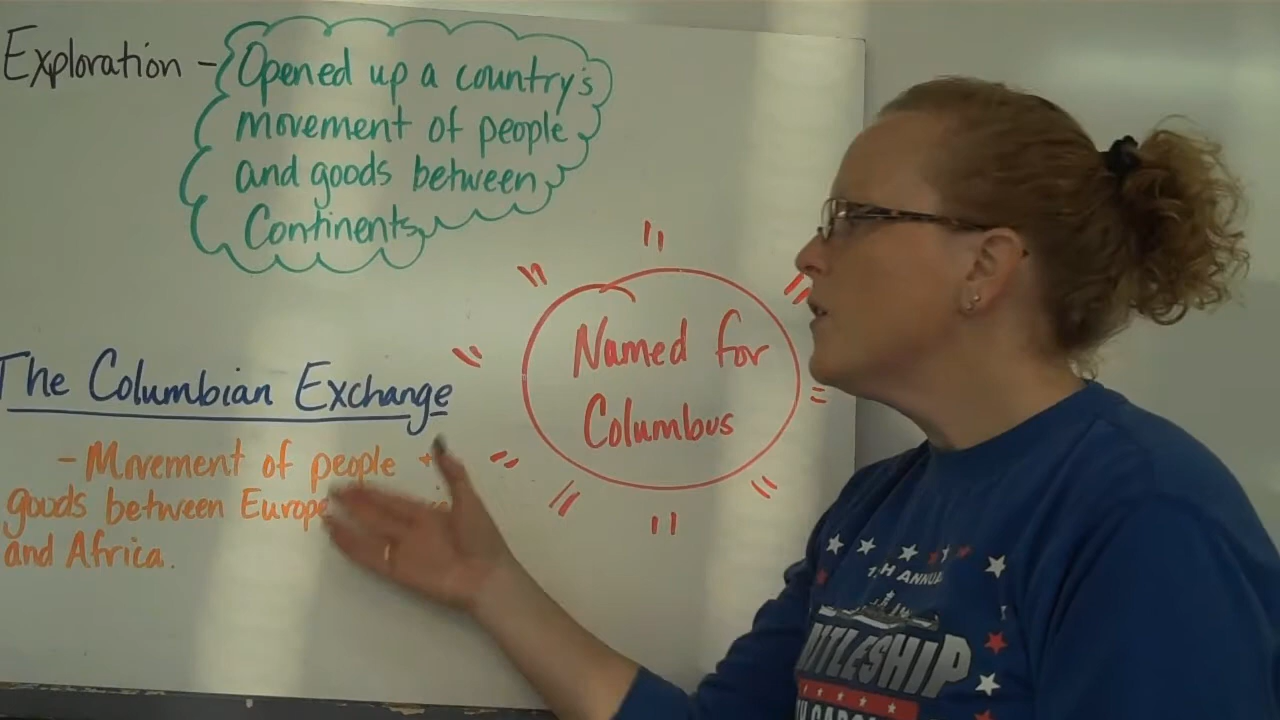 Exploration - Opened up a country's
movement of people
and goods between
Continents
Named for
Columbus
The Columbian Exchange
- Movement of people +
goods between Europe
and Africa.
H ANNUAL